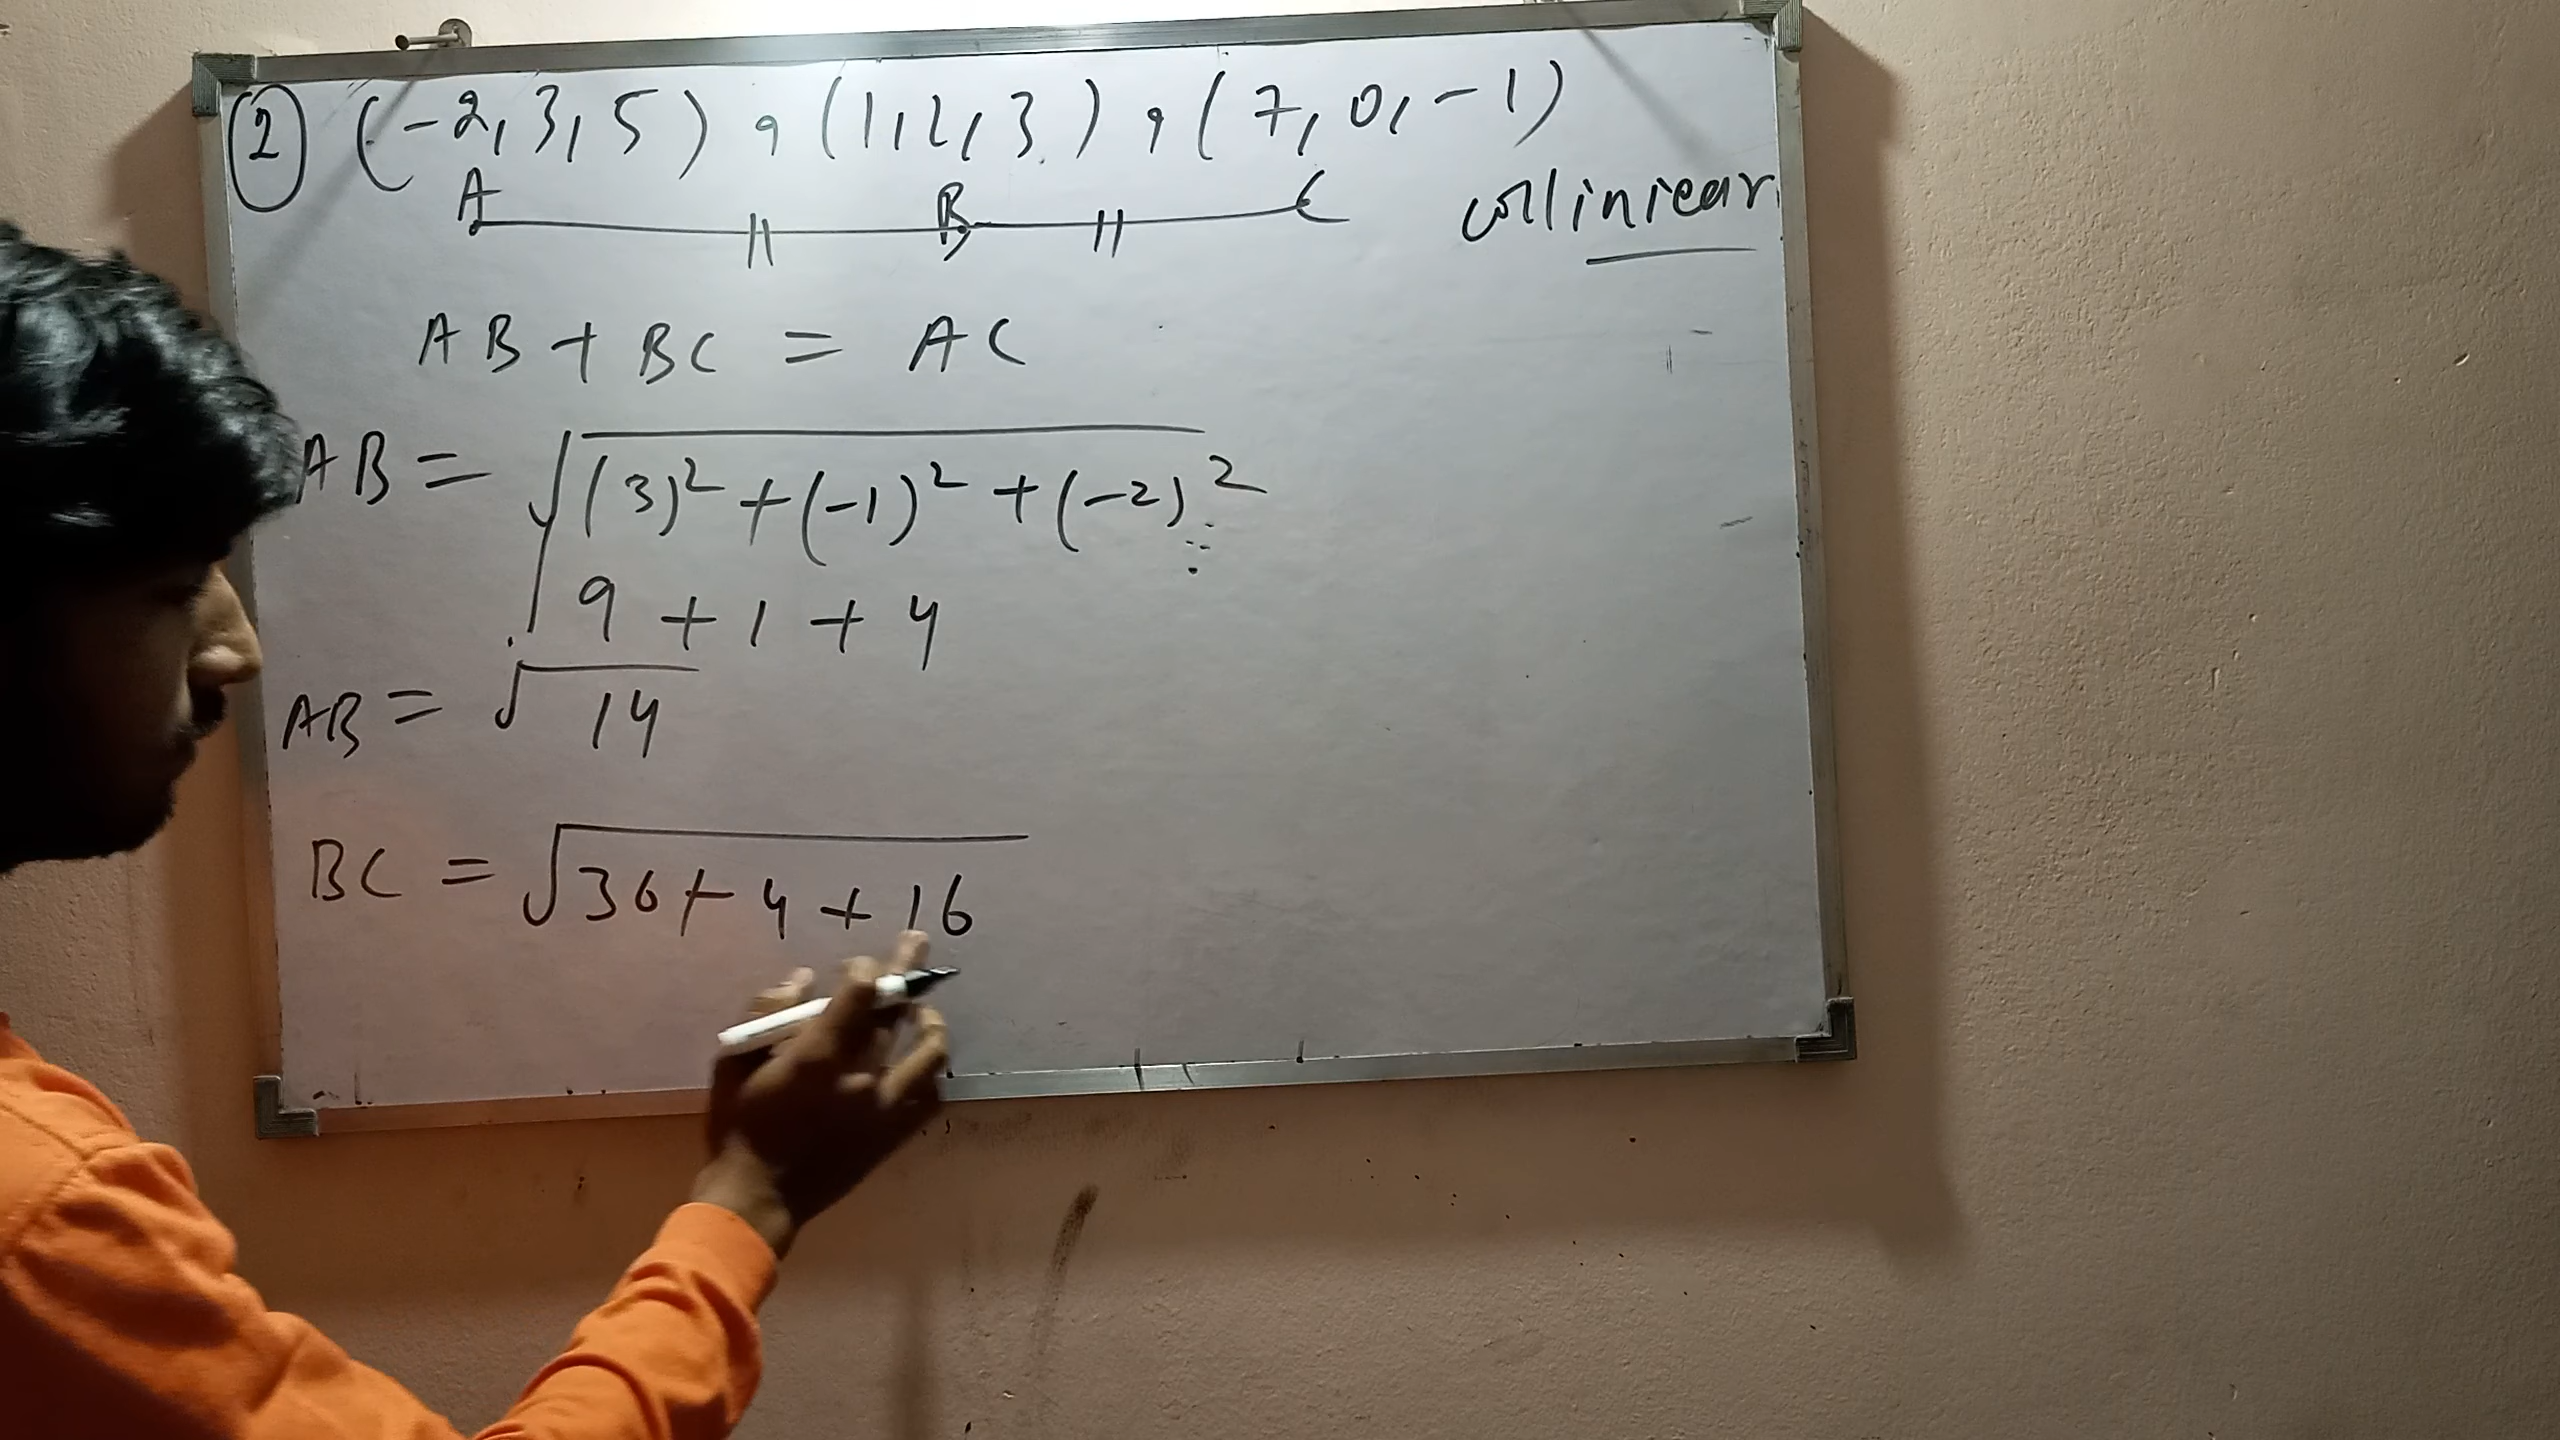 ② (-2, 3, 5), (1, 2, 3), (7, 0, -1)
A B C colliniear
AB + BC = AC
AB = √(3)² + (-1)² + (-2)²
9 + 1 + 4
AB = √14
BC = √36 + 4 + 16